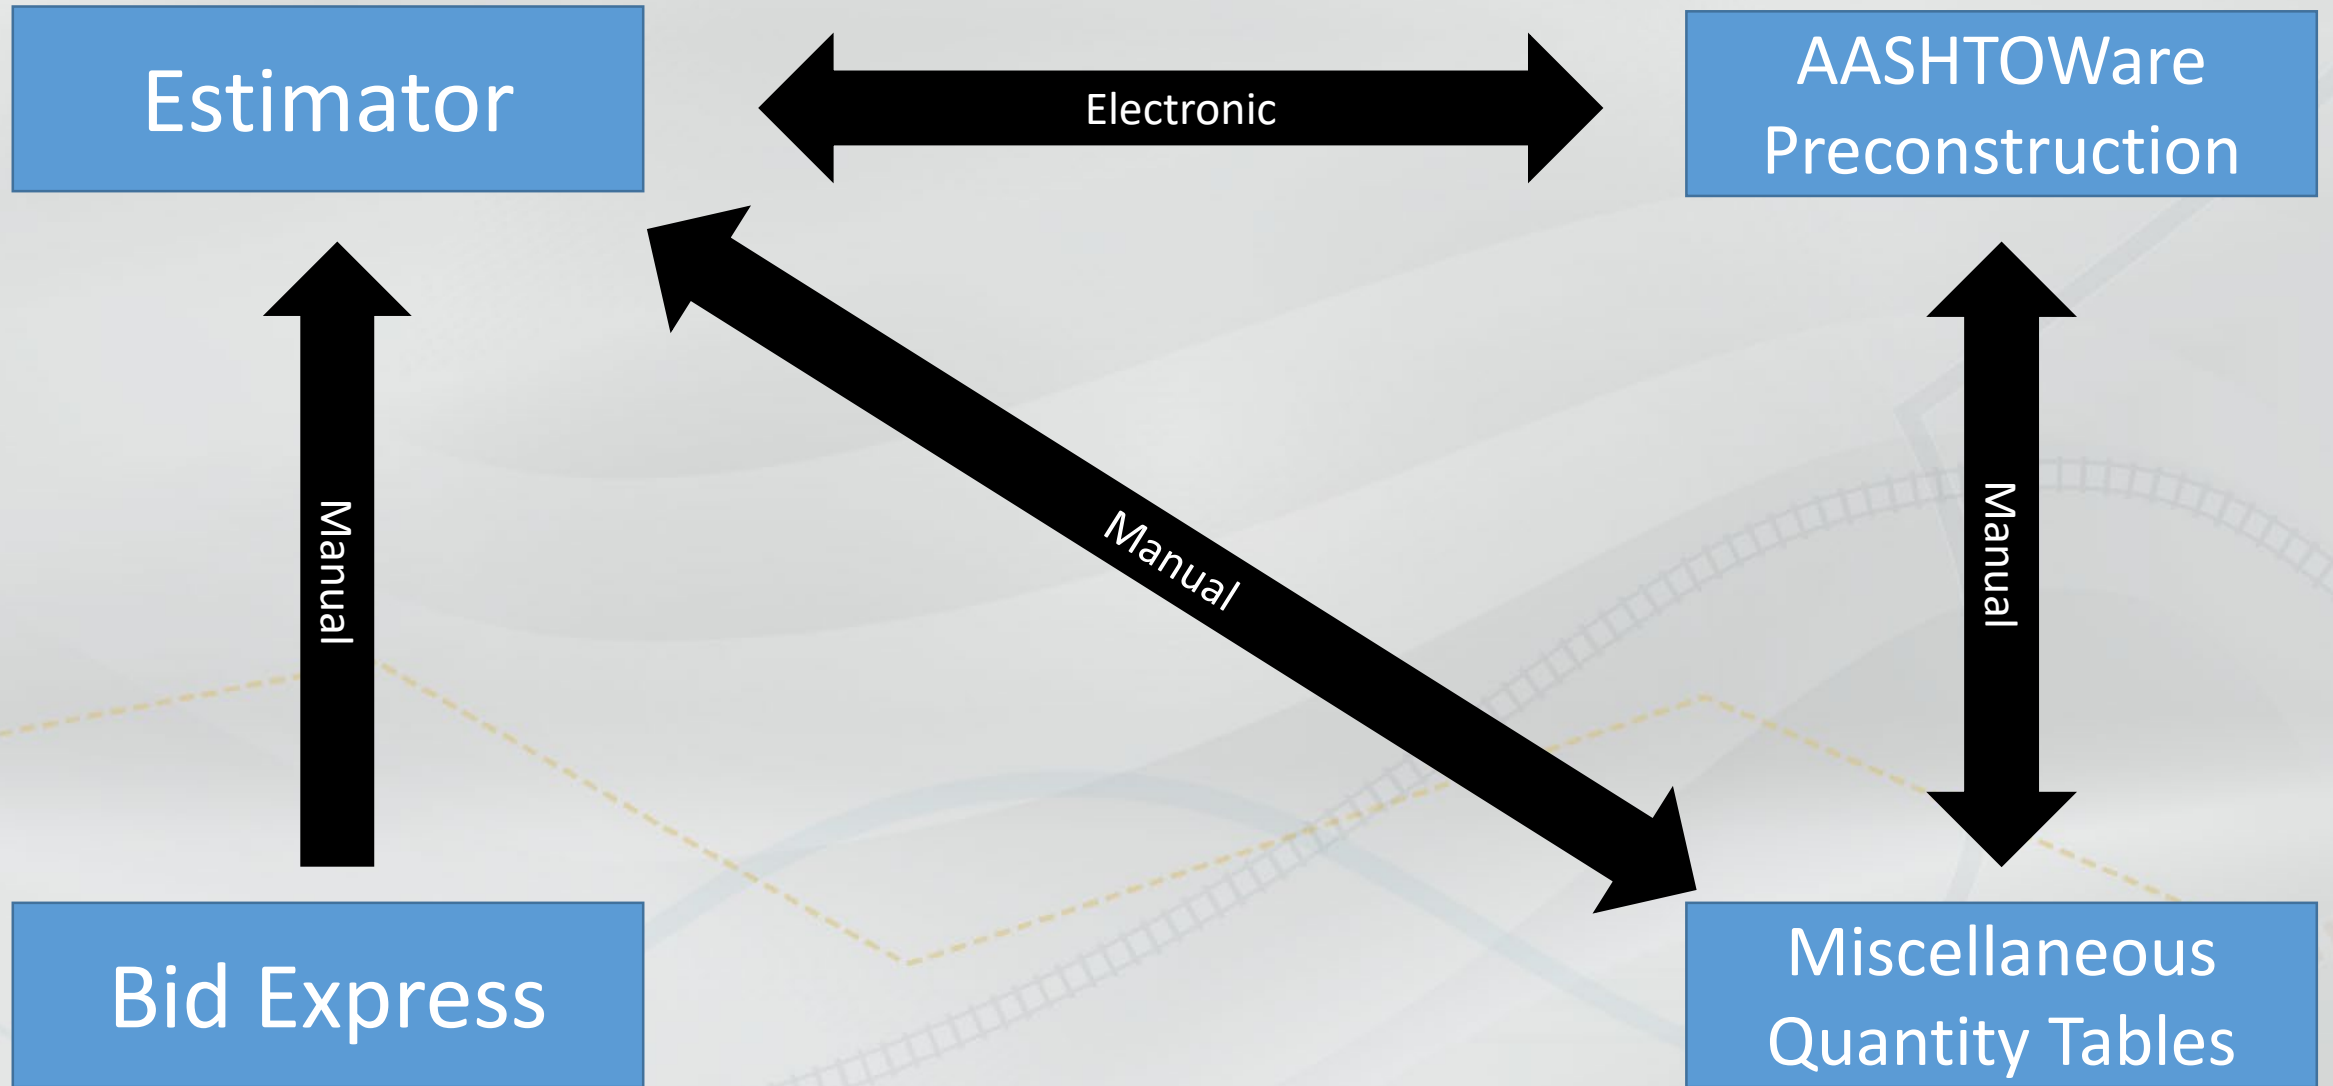 Estimator
Electronic
AASHTOWare
Preconstruction
Manual
Manual
Manual
Bid Express
Miscellaneous
Quantity Tables